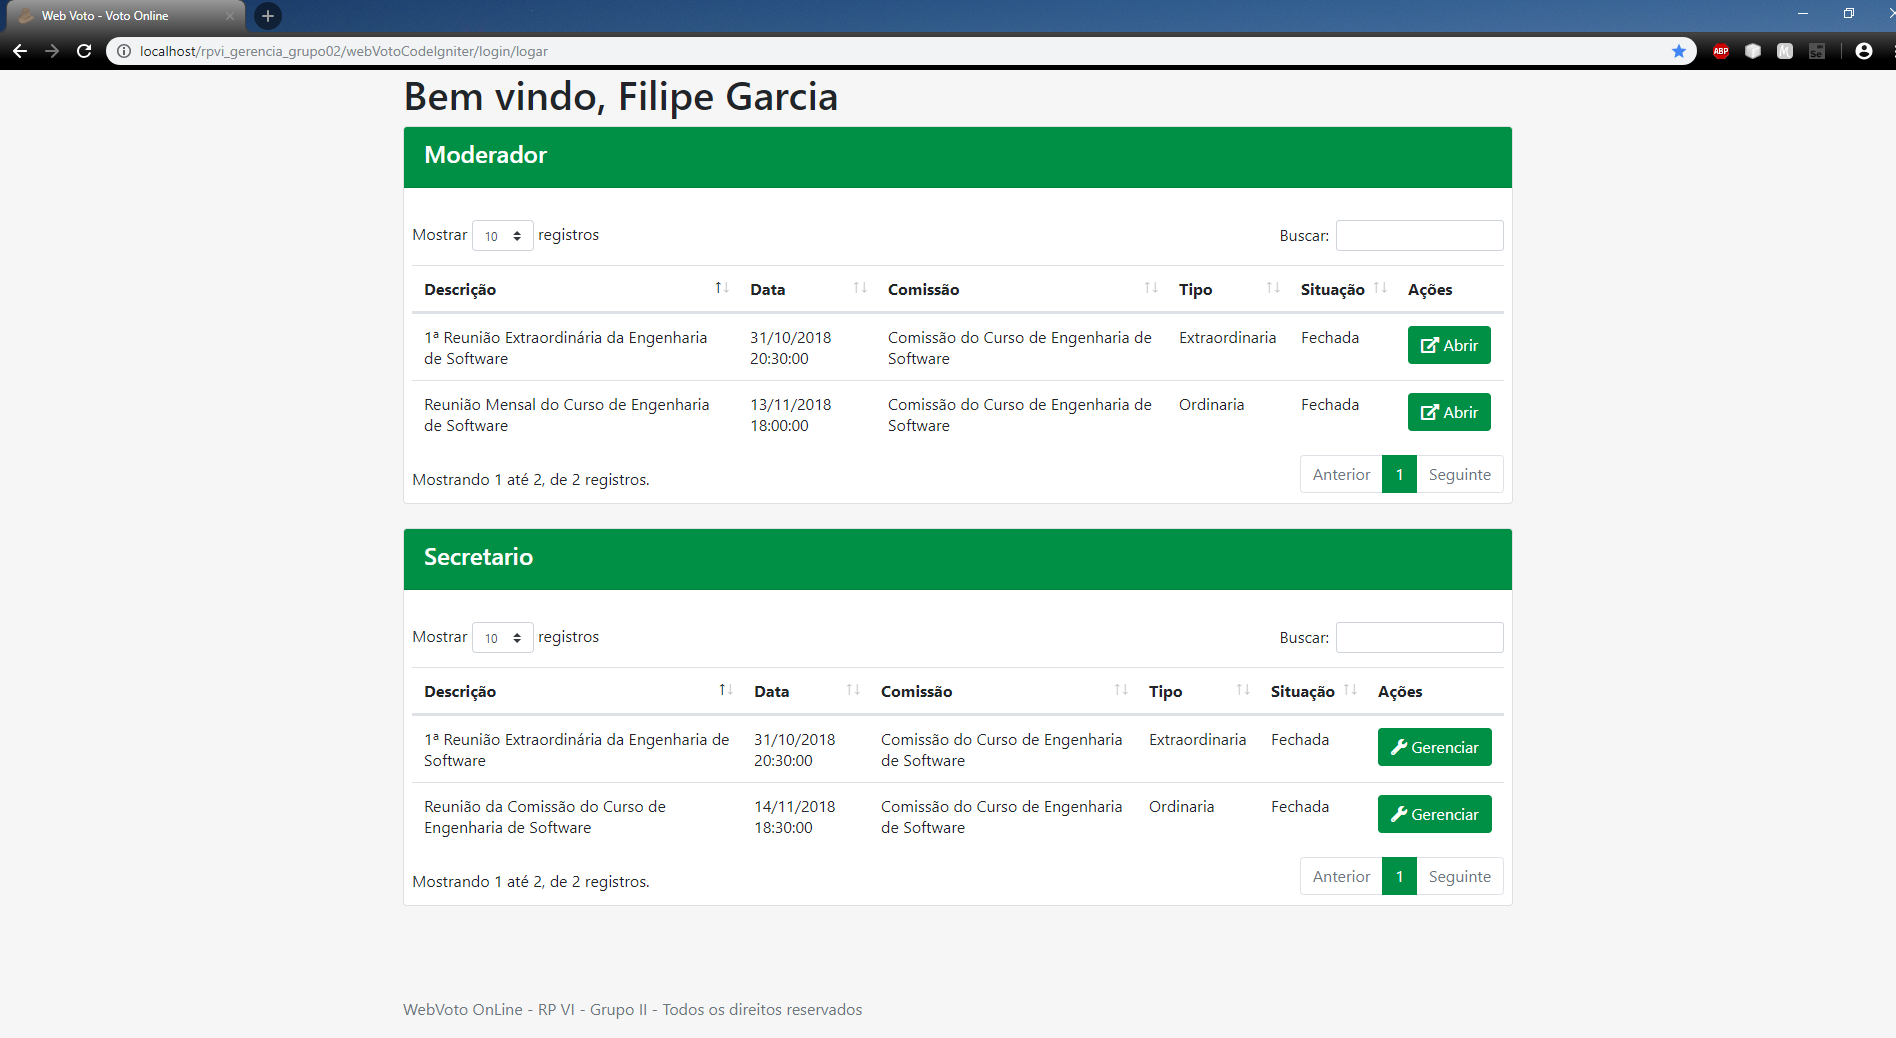 Web Voto - Voto Online
localhost/rpvi_gerencia_grupo02/webVotoCodeIgniter/login/logar
ABP
M
Se
Bem vindo, Filipe Garcia
Moderador
Mostrar 10 registros
Buscar:
Descrição Data Comissão Tipo Situação Ações
1ª Reunião Extraordinária da Engenharia 31/10/2018 Comissão do Curso de Engenharia de Extraordinaria Fechada Abrir
de Software 20:30:00 Software
Reunião Mensal do Curso de Engenharia 13/11/2018 Comissão do Curso de Engenharia de Ordinaria Fechada Abrir
de Software 18:00:00 Software
Mostrando 1 até 2, de 2 registros.
Anterior 1 Seguinte
Secretario
Mostrar 10 registros
Buscar:
Descrição Data Comissão Tipo Situação Ações
1ª Reunião Extraordinária da Engenharia de 31/10/2018 Comissão do Curso de Engenharia Extraordinaria Fechada Gerenciar
Software 20:30:00 de Software
Reunião da Comissão do Curso de 14/11/2018 Comissão do Curso de Engenharia Ordinaria Fechada Gerenciar
Engenharia de Software 18:30:00 de Software
Mostrando 1 até 2, de 2 registros.
Anterior 1 Seguinte
WebVoto OnLine - RP VI - Grupo II - Todos os direitos reservados